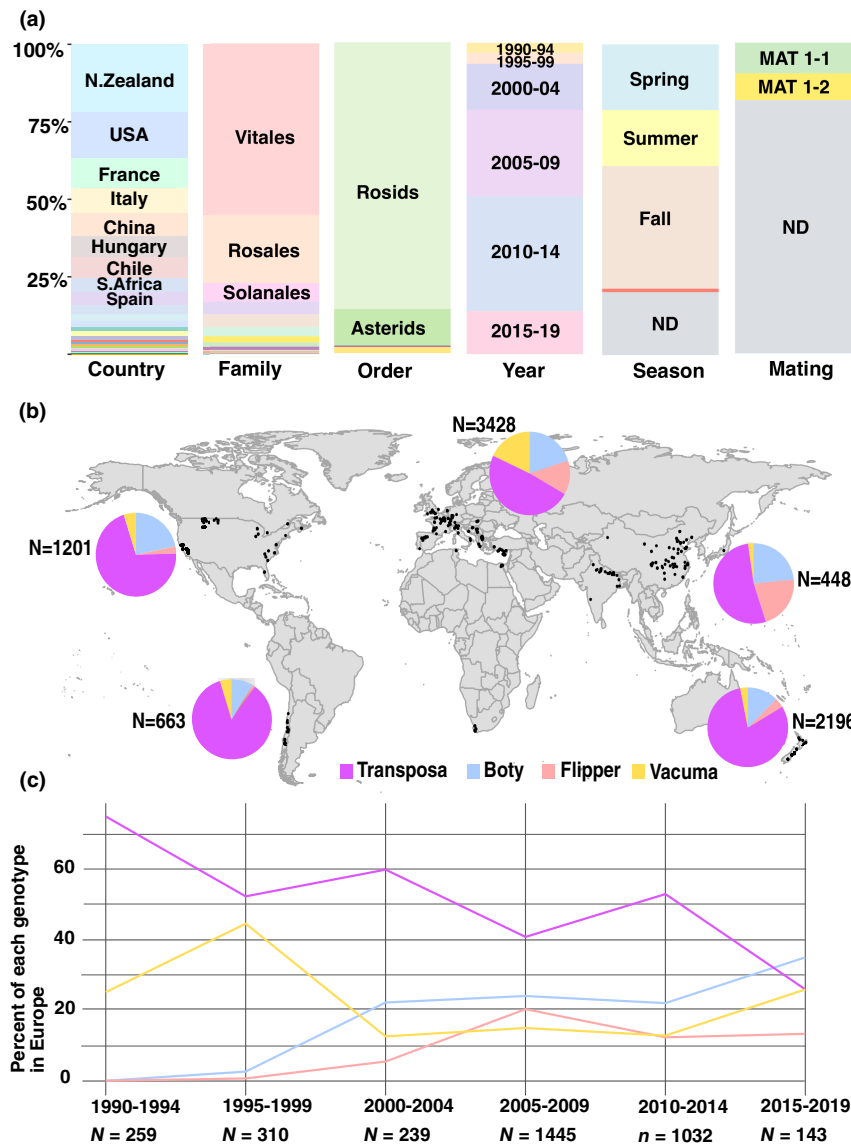 (a)
100%
75%
50%
25%
N.Zealand
USA
France
Italy
China
Hungary
Chile
S.Africa
Spain
Country
Vitales
Rosales
Solanales
Family
Rosids
Asterids
Order
1990-94
1995-99
2000-04
2005-09
2010-14
2015-19
Year
Spring
Summer
Fall
ND
Season
MAT 1-1
MAT 1-2
ND
Mating
(b)
N=3428
N=1201
N=448
N=663
N=2196
Transposa Boty Flipper Vacuma
(c)
Percent of each genotype
in Europe
60
40
20
0
1990-1994 1995-1999 2000-2004 2005-2009 2010-2014 2015-2019
N = 259 N = 310 N = 239 N = 1445 n = 1032 N = 143